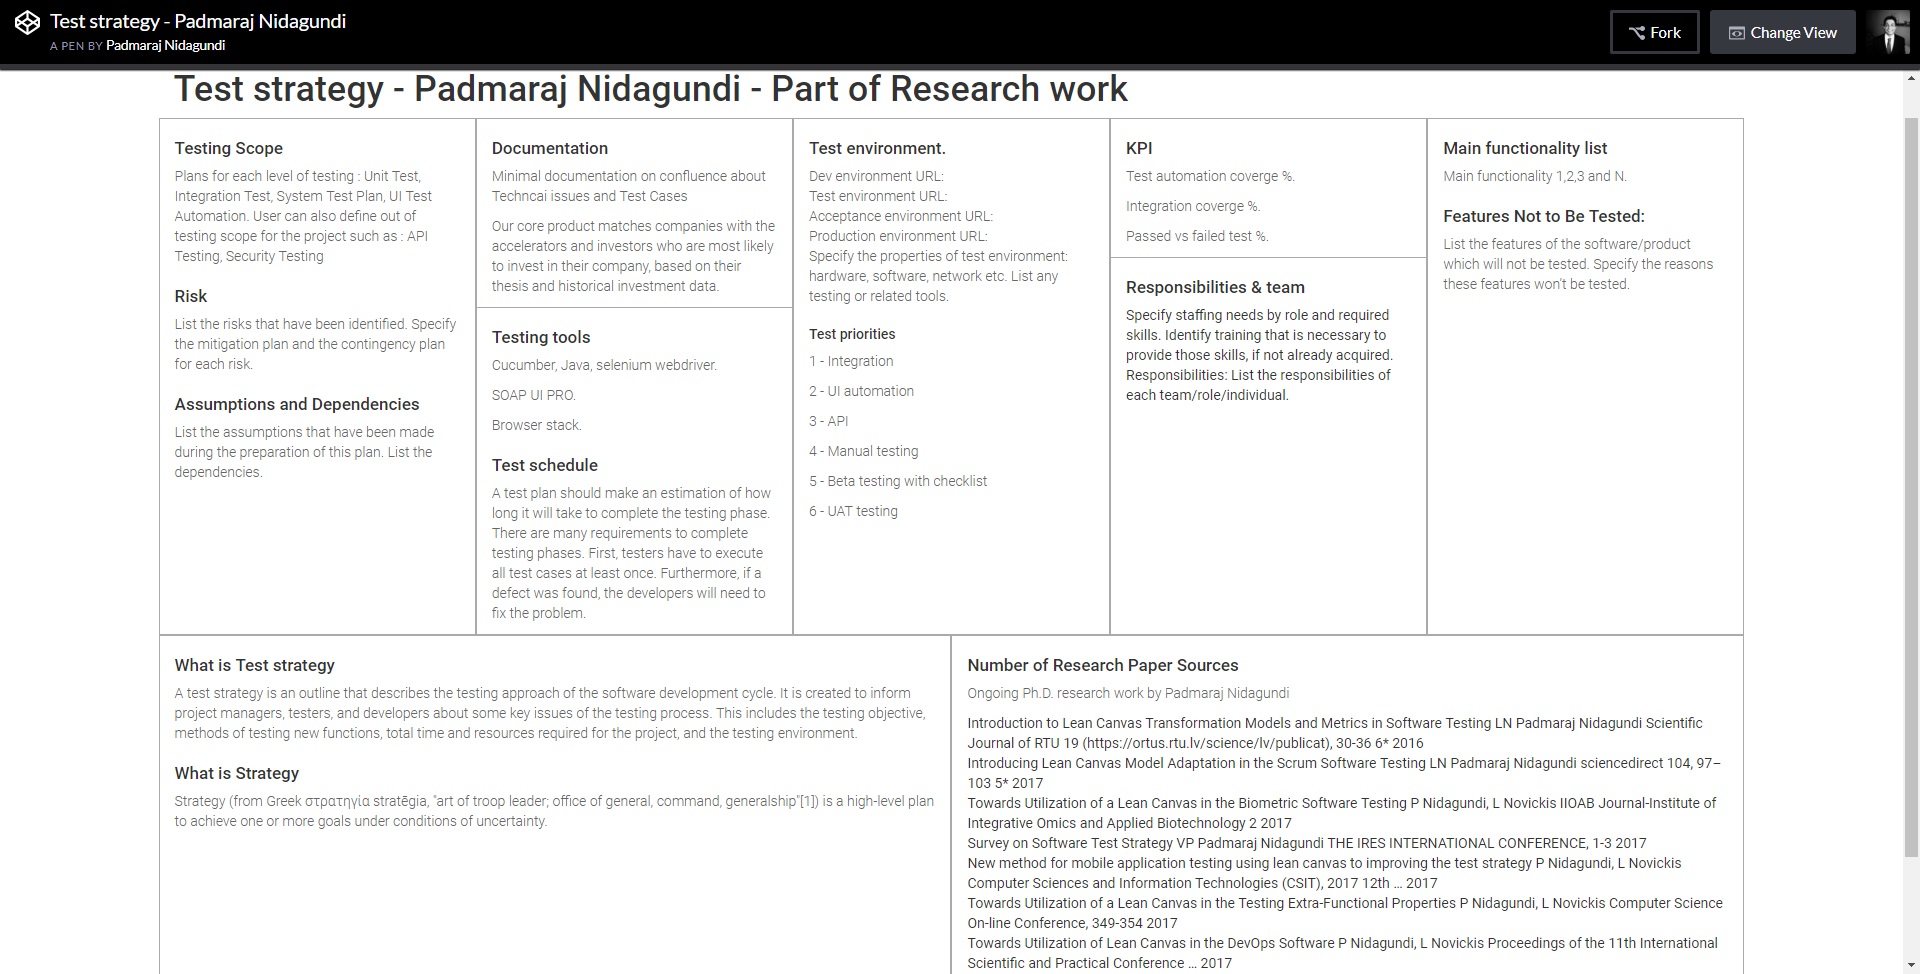 Test strategy - Padmaraj Nidagundi
A PEN BY Padmaraj Nidagundi
Fork
Change View
Test strategy - Padmaraj Nidagundi - Part of Research work
Testing Scope
Plans for each level of testing : Unit Test,
Integration Test, System Test Plan, UI Test
Automation. User can also define out of
testing scope for the project such as : API
Testing, Security Testing
Risk
List the risks that have been identified. Specify
the mitigation plan and the contingency plan
for each risk.
Assumptions and Dependencies
List the assumptions that have been made
during the preparation of this plan. List the
dependencies.
Documentation
Minimal documentation on confluence about
Techncai issues and Test Cases
Our core product matches companies with the
accelerators and investors who are most likely
to invest in their company, based on their
thesis and historical investment data.
Testing tools
Cucumber, Java, selenium webdriver.
SOAP UI PRO.
Browser stack.
Test schedule
A test plan should make an estimation of how
long it will take to complete the testing phase.
There are many requirements to complete
testing phases. First, testers have to execute
all test cases at least once. Furthermore, if a
defect was found, the developers will need to
fix the problem.
Test environment.
Dev environment URL:
Test environment URL:
Acceptance environment URL:
Production environment URL:
Specify the properties of test environment:
hardware, software, network etc. List any
testing or related tools.
Test priorities
1 - Integration
2 - UI automation
3 - API
4 - Manual testing
5 - Beta testing with checklist
6 - UAT testing
KPI
Test automation coverge %.
Integration coverge %.
Passed vs failed test %.
Responsibilities & team
Specify staffing needs by role and required
skills. Identify training that is necessary to
provide those skills, if not already acquired.
Responsibilities: List the responsibilities of
each team/role/individual.
Main functionality list
Main functionality 1,2,3 and N.
Features Not to Be Tested:
List the features of the software/product
which will not be tested. Specify the reasons
these features won't be tested.
What is Test strategy
A test strategy is an outline that describes the testing approach of the software development cycle. It is created to inform
project managers, testers, and developers about some key issues of the testing process. This includes the testing objective,
methods of testing new functions, total time and resources required for the project, and the testing environment.
What is Strategy
Strategy (from Greek στρατηγία stratēgia, "art of troop leader; office of general, command, generalship"[1]) is a high-level plan
to achieve one or more goals under conditions of uncertainty.
Number of Research Paper Sources
Ongoing Ph.D. research work by Padmaraj Nidagundi
Introduction to Lean Canvas Transformation Models and Metrics in Software Testing LN Padmaraj Nidagundi Scientific
Journal of RTU 19 (https://ortus.rtu.lv/science/lv/publicat), 30-36 6* 2016
Introducing Lean Canvas Model Adaptation in the Scrum Software Testing LN Padmaraj Nidagundi sciencedirect 104, 97–
103 5* 2017
Towards Utilization of a Lean Canvas in the Biometric Software Testing P Nidagundi, L Novickis IIOAB Journal-Institute of
Integrative Omics and Applied Biotechnology 2 2017
Survey on Software Test Strategy VP Padmaraj Nidagundi THE IRES INTERNATIONAL CONFERENCE, 1-3 2017
New method for mobile application testing using lean canvas to improving the test strategy P Nidagundi, L Novickis
Computer Sciences and Information Technologies (CSIT), 2017 12th … 2017
Towards Utilization of a Lean Canvas in the Testing Extra-Functional Properties P Nidagundi, L Novickis Computer Science
On-line Conference, 349-354 2017
Towards Utilization of Lean Canvas in the DevOps Software P Nidagundi, L Novickis Proceedings of the 11th International
Scientific and Practical Conference … 2017